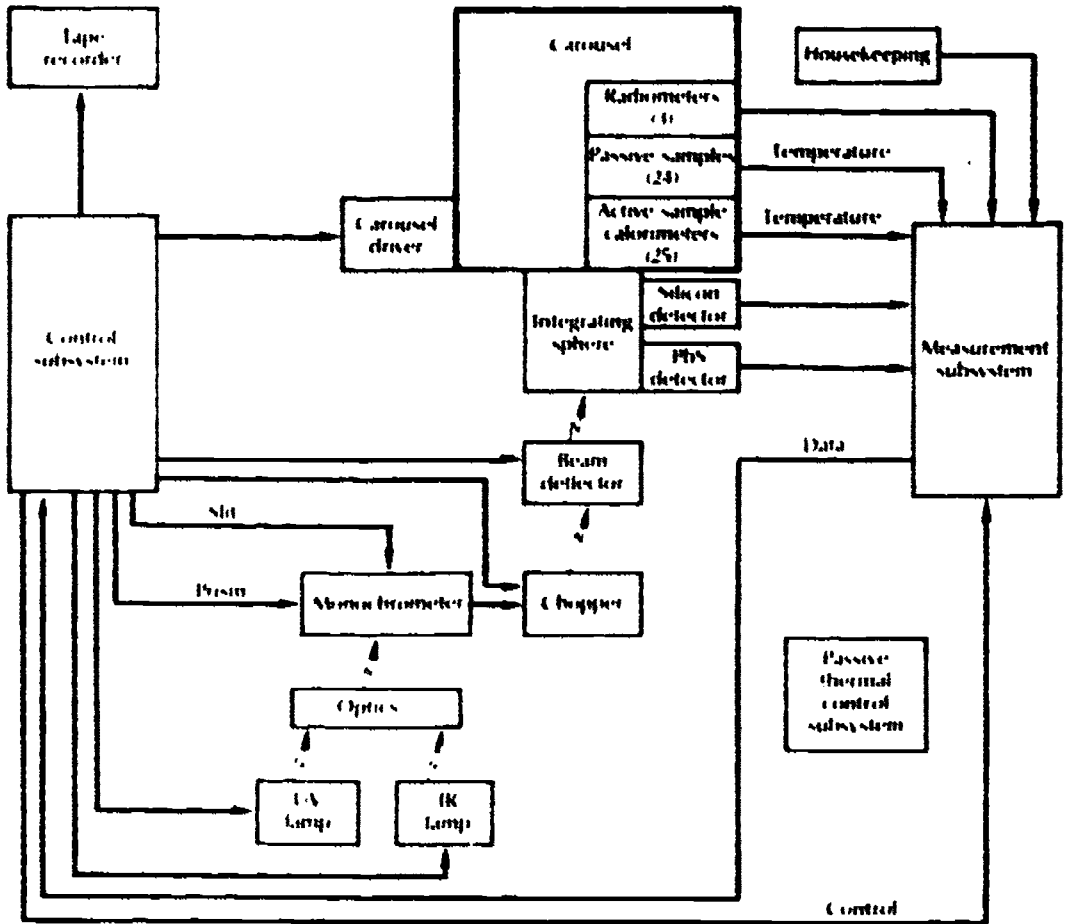 Tape
recorder
Carousel
Housekeeping
Radiometers
(4)
Passive samples
(24)
Temperature
Active sample
calorimeters
(25)
Temperature
Carousel
driver
Control
subsystem
Integrating
sphere
Silicon
detector
PbS
detector
Measurement
subsystem
Beam
deflector
Data
Slit
Prism
Monochrometer
Chopper
Optics
Passive
thermal
control
subsystem
UV
lamp
IR
lamp
Control